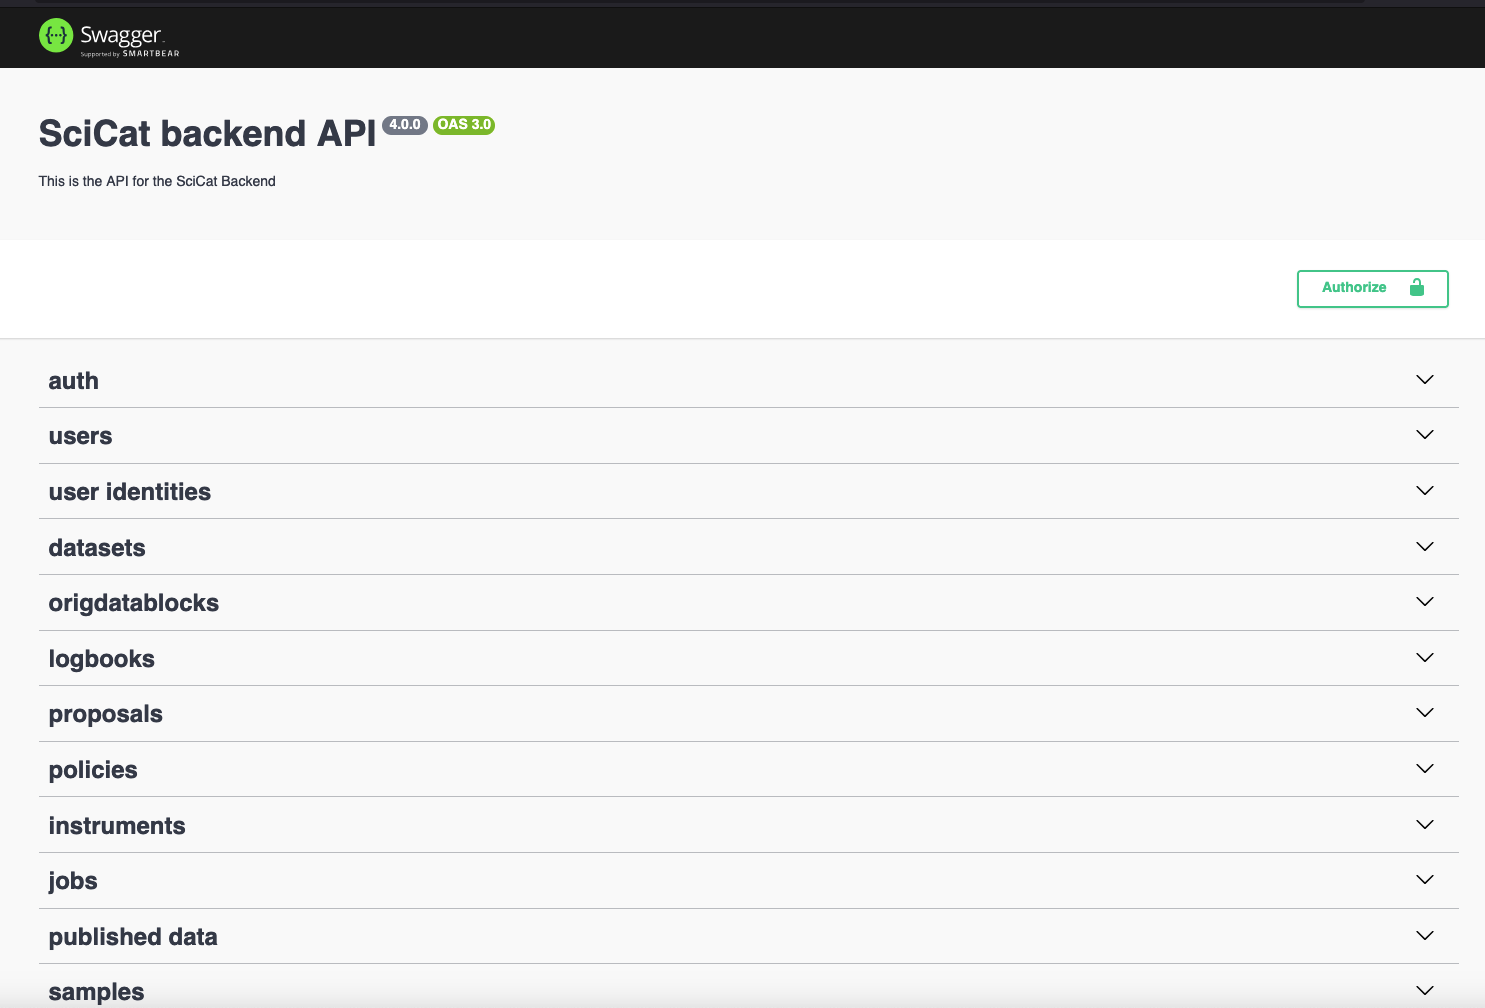 Swagger.
Supported by SMARTBEAR
SciCat backend API 4.0.0 OAS 3.0
This is the API for the SciCat Backend
Authorize
auth
users
user identities
datasets
origdatablocks
logbooks
proposals
policies
instruments
jobs
published data
samples